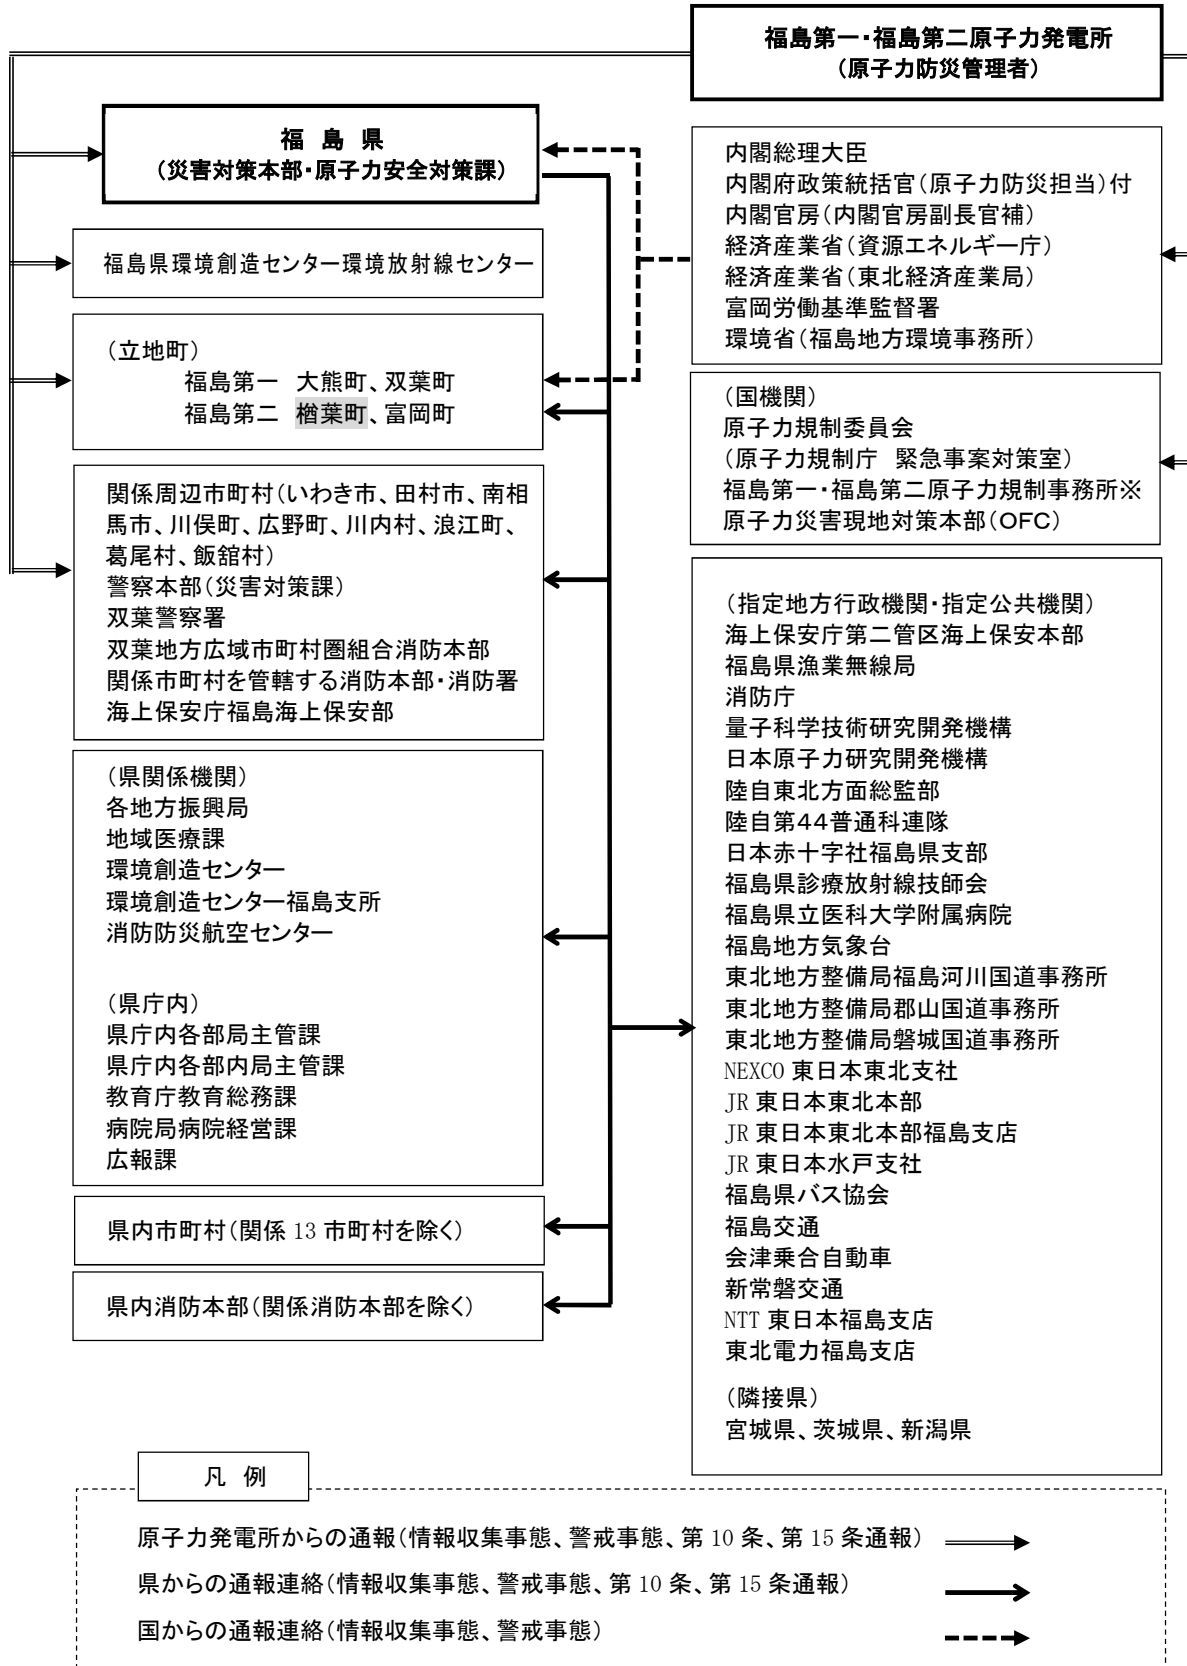 福島第一・福島第二原子力発電所
(原子力防災管理者)
福 島 県
(災害対策本部・原子力安全対策課)
福島県環境創造センター環境放射線センター
(立地町)
福島第一 大熊町、双葉町
福島第二 楢葉町、富岡町
関係周辺市町村(いわき市、田村市、南相
馬市、川俣町、広野町、川内村、浪江町、
葛尾村、飯舘村)
警察本部(災害対策課)
双葉警察署
双葉地方広域市町村圏組合消防本部
関係市町村を管轄する消防本部・消防署
海上保安庁福島海上保安部
(県関係機関)
各地方振興局
地域医療課
環境創造センター
環境創造センター福島支所
消防防災航空センター
(県庁内)
県庁内各部局主管課
県庁内各部内局主管課
教育庁教育総務課
病院局病院経営課
広報課
県内市町村(関係 13 市町村を除く)
県内消防本部(関係消防本部を除く)
内閣総理大臣
内閣府政策統括官(原子力防災担当)付
内閣官房(内閣官房副長官補)
経済産業省(資源エネルギー庁)
経済産業省(東北経済産業局)
富岡労働基準監督署
環境省(福島地方環境事務所)
(国機関)
原子力規制委員会
(原子力規制庁 緊急事案対策室)
福島第一・福島第二原子力規制事務所※
原子力災害現地対策本部(OFC)
(指定地方行政機関・指定公共機関)
海上保安庁第二管区海上保安本部
福島県漁業無線局
消防庁
量子科学技術研究開発機構
日本原子力研究開発機構
陸自東北方面総監部
陸自第44普通科連隊
日本赤十字社福島県支部
福島県診療放射線技師会
福島県立医科大学附属病院
福島地方気象台
東北地方整備局福島河川国道事務所
東北地方整備局郡山国道事務所
東北地方整備局磐城国道事務所
NEXCO 東日本東北支社
JR 東日本東北本部
JR 東日本東北本部福島支店
JR 東日本水戸支社
福島県バス協会
福島交通
会津乗合自動車
新常磐交通
NTT 東日本福島支店
東北電力福島支店
(隣接県)
宮城県、茨城県、新潟県
凡 例
原子力発電所からの通報(情報収集事態、警戒事態、第 10 条、第 15 条通報)
県からの通報連絡(情報収集事態、警戒事態、第 10 条、第 15 条通報)
国からの通報連絡(情報収集事態、警戒事態)